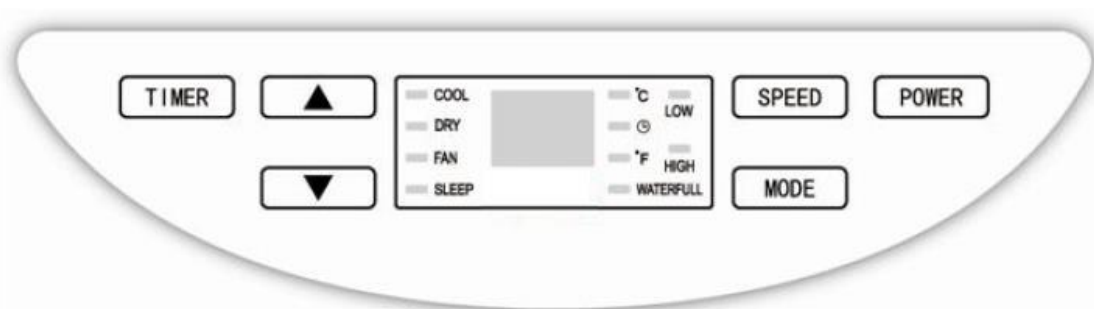 TIMER
▲
▼
COOL
DRY
FAN
SLEEP
°C
LOW
°F
HIGH
WATERFULL
SPEED
POWER
MODE